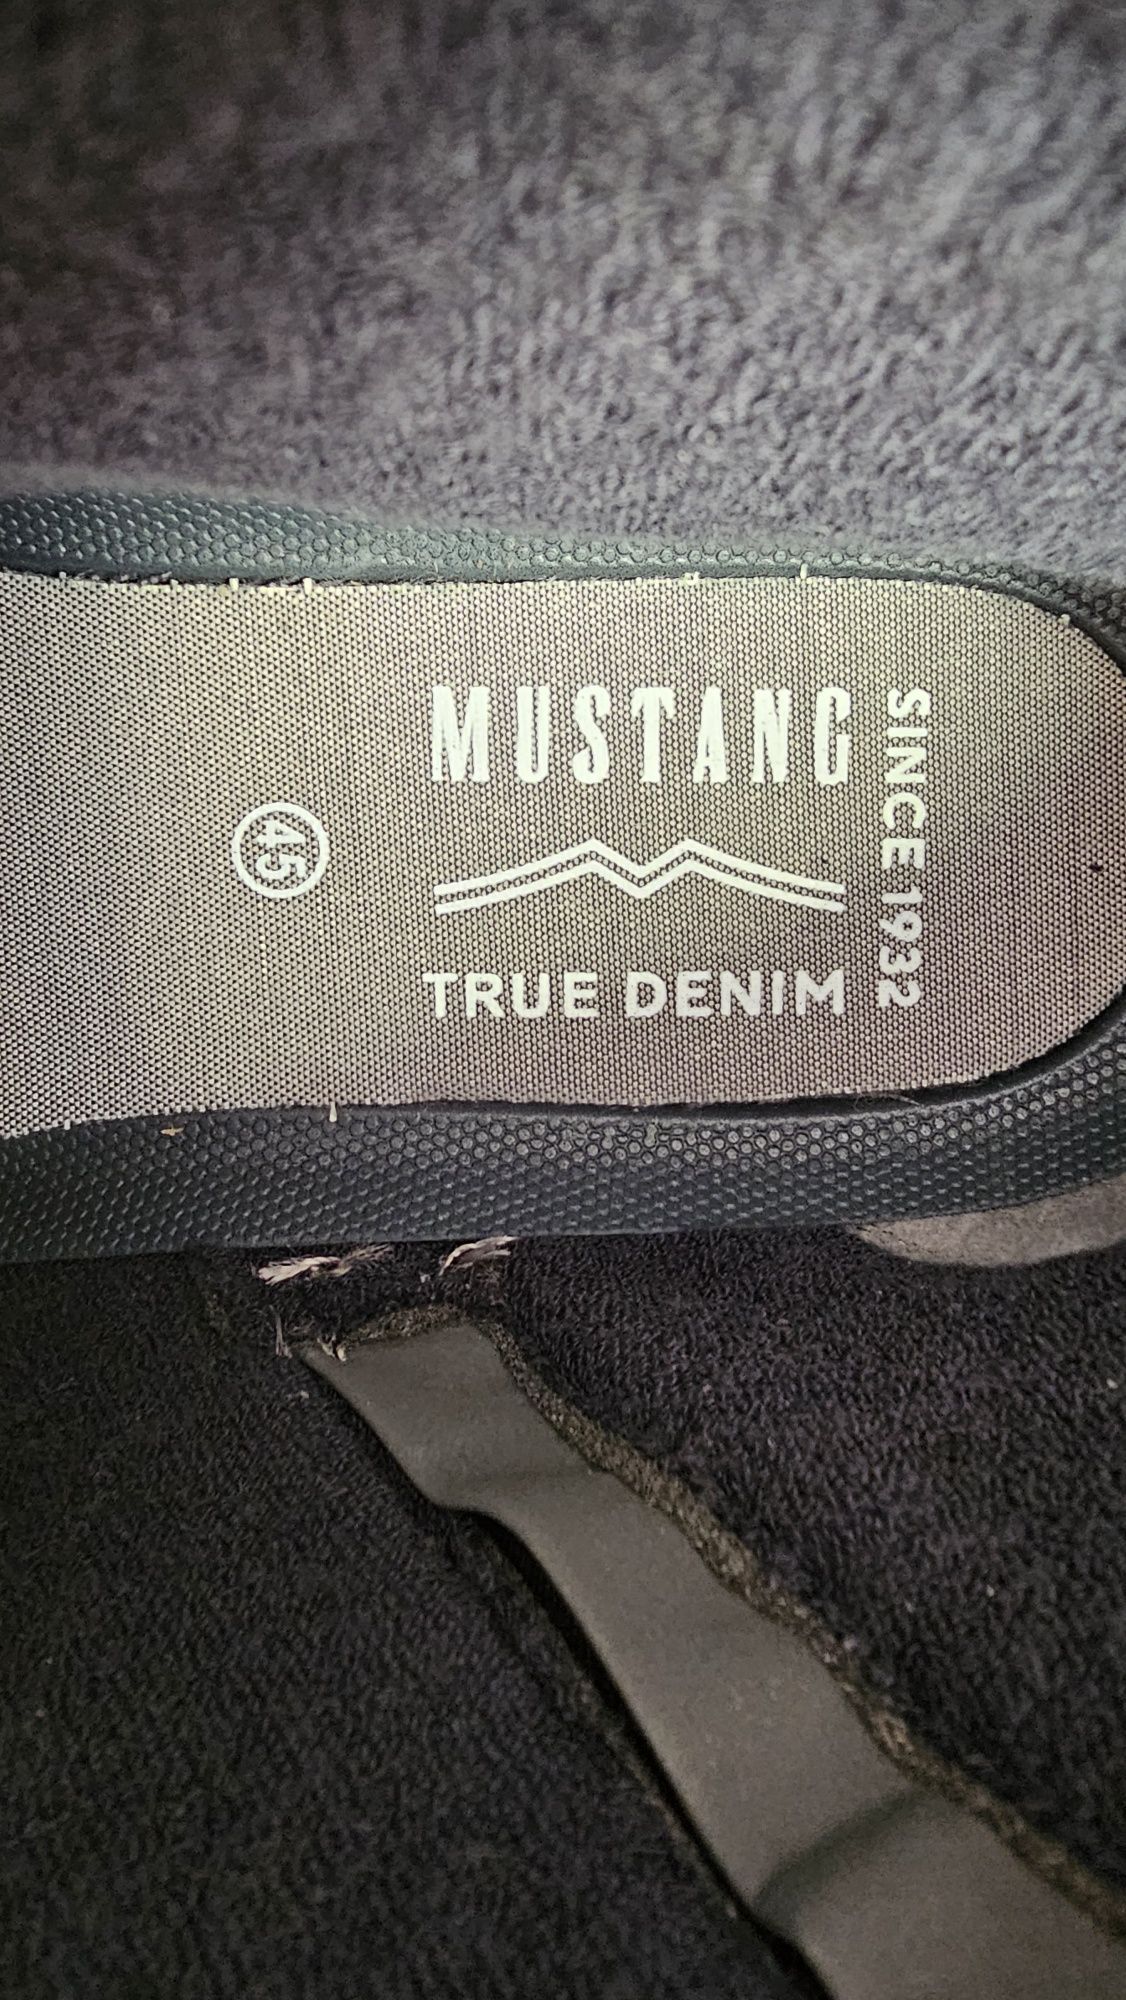 MUSTANG
TRUE DENIM
SINCE 1932
45